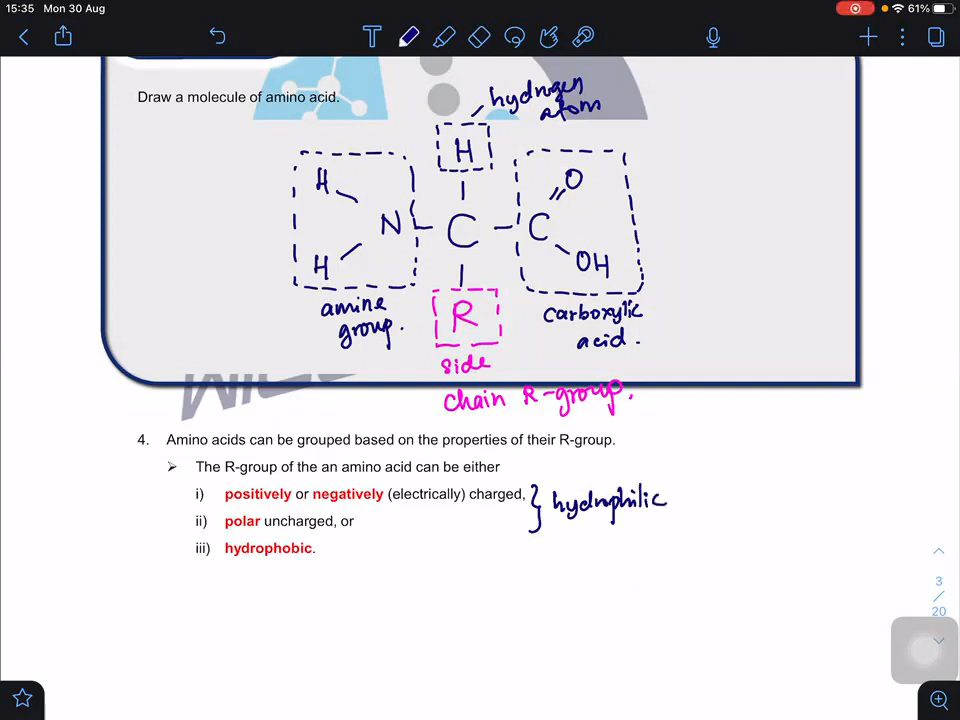 15:35 Mon 30 Aug
61%
T
Draw a molecule of amino acid.
hydrogen
atom
H
H
O
N
C
C
H
OH
amine
group.
R
carboxylic
acid.
side
chain R-group.
4. Amino acids can be grouped based on the properties of their R-group.
➢ The R-group of the an amino acid can be either
i) positively or negatively (electrically) charged,
} hydrophilic
ii) polar uncharged, or
iii) hydrophobic.
3
/
20